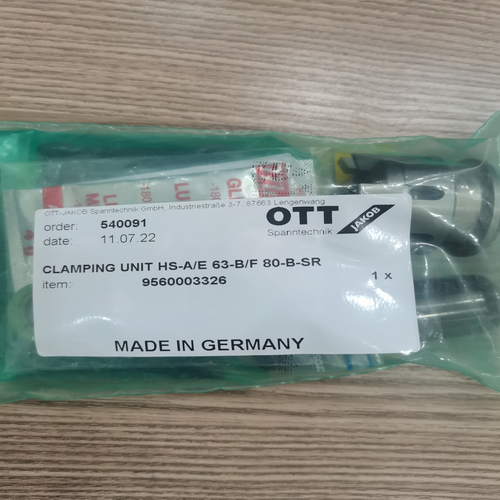 OTT-JAKOB Spanntechnik GmbH, Industriestraße 3-7, 87663 Lengenwang
order: 540091
date: 11.07.22
OTT
JAKOB
Spanntechnik
CLAMPING UNIT HS-A/E 63-B/F 80-B-SR
item: 9560003326
1 x
MADE IN GERMANY